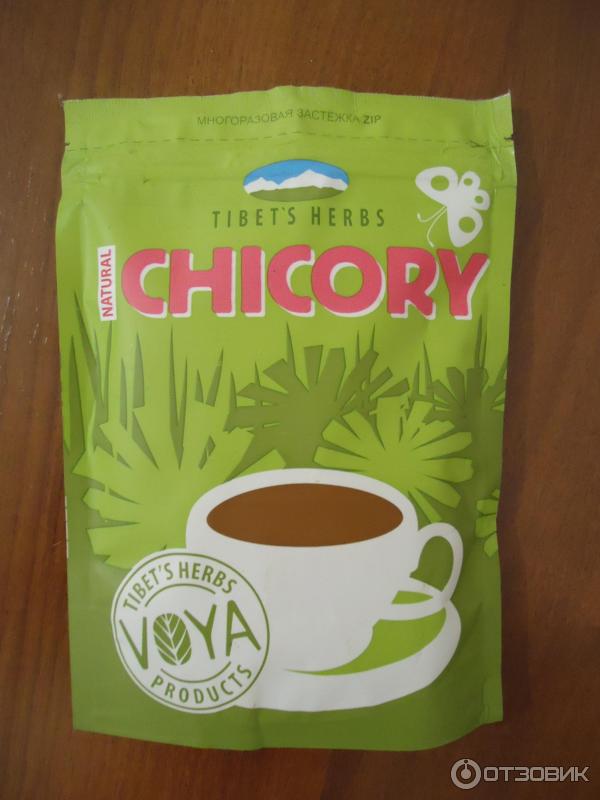 МНОГОРАЗОВАЯ ЗАСТЕЖКА ZIP
TIBET'S HERBS
NATURAL
CHICORY
TIBET'S HERBS
VOYA
PRODUCTS
ОТЗОВИК